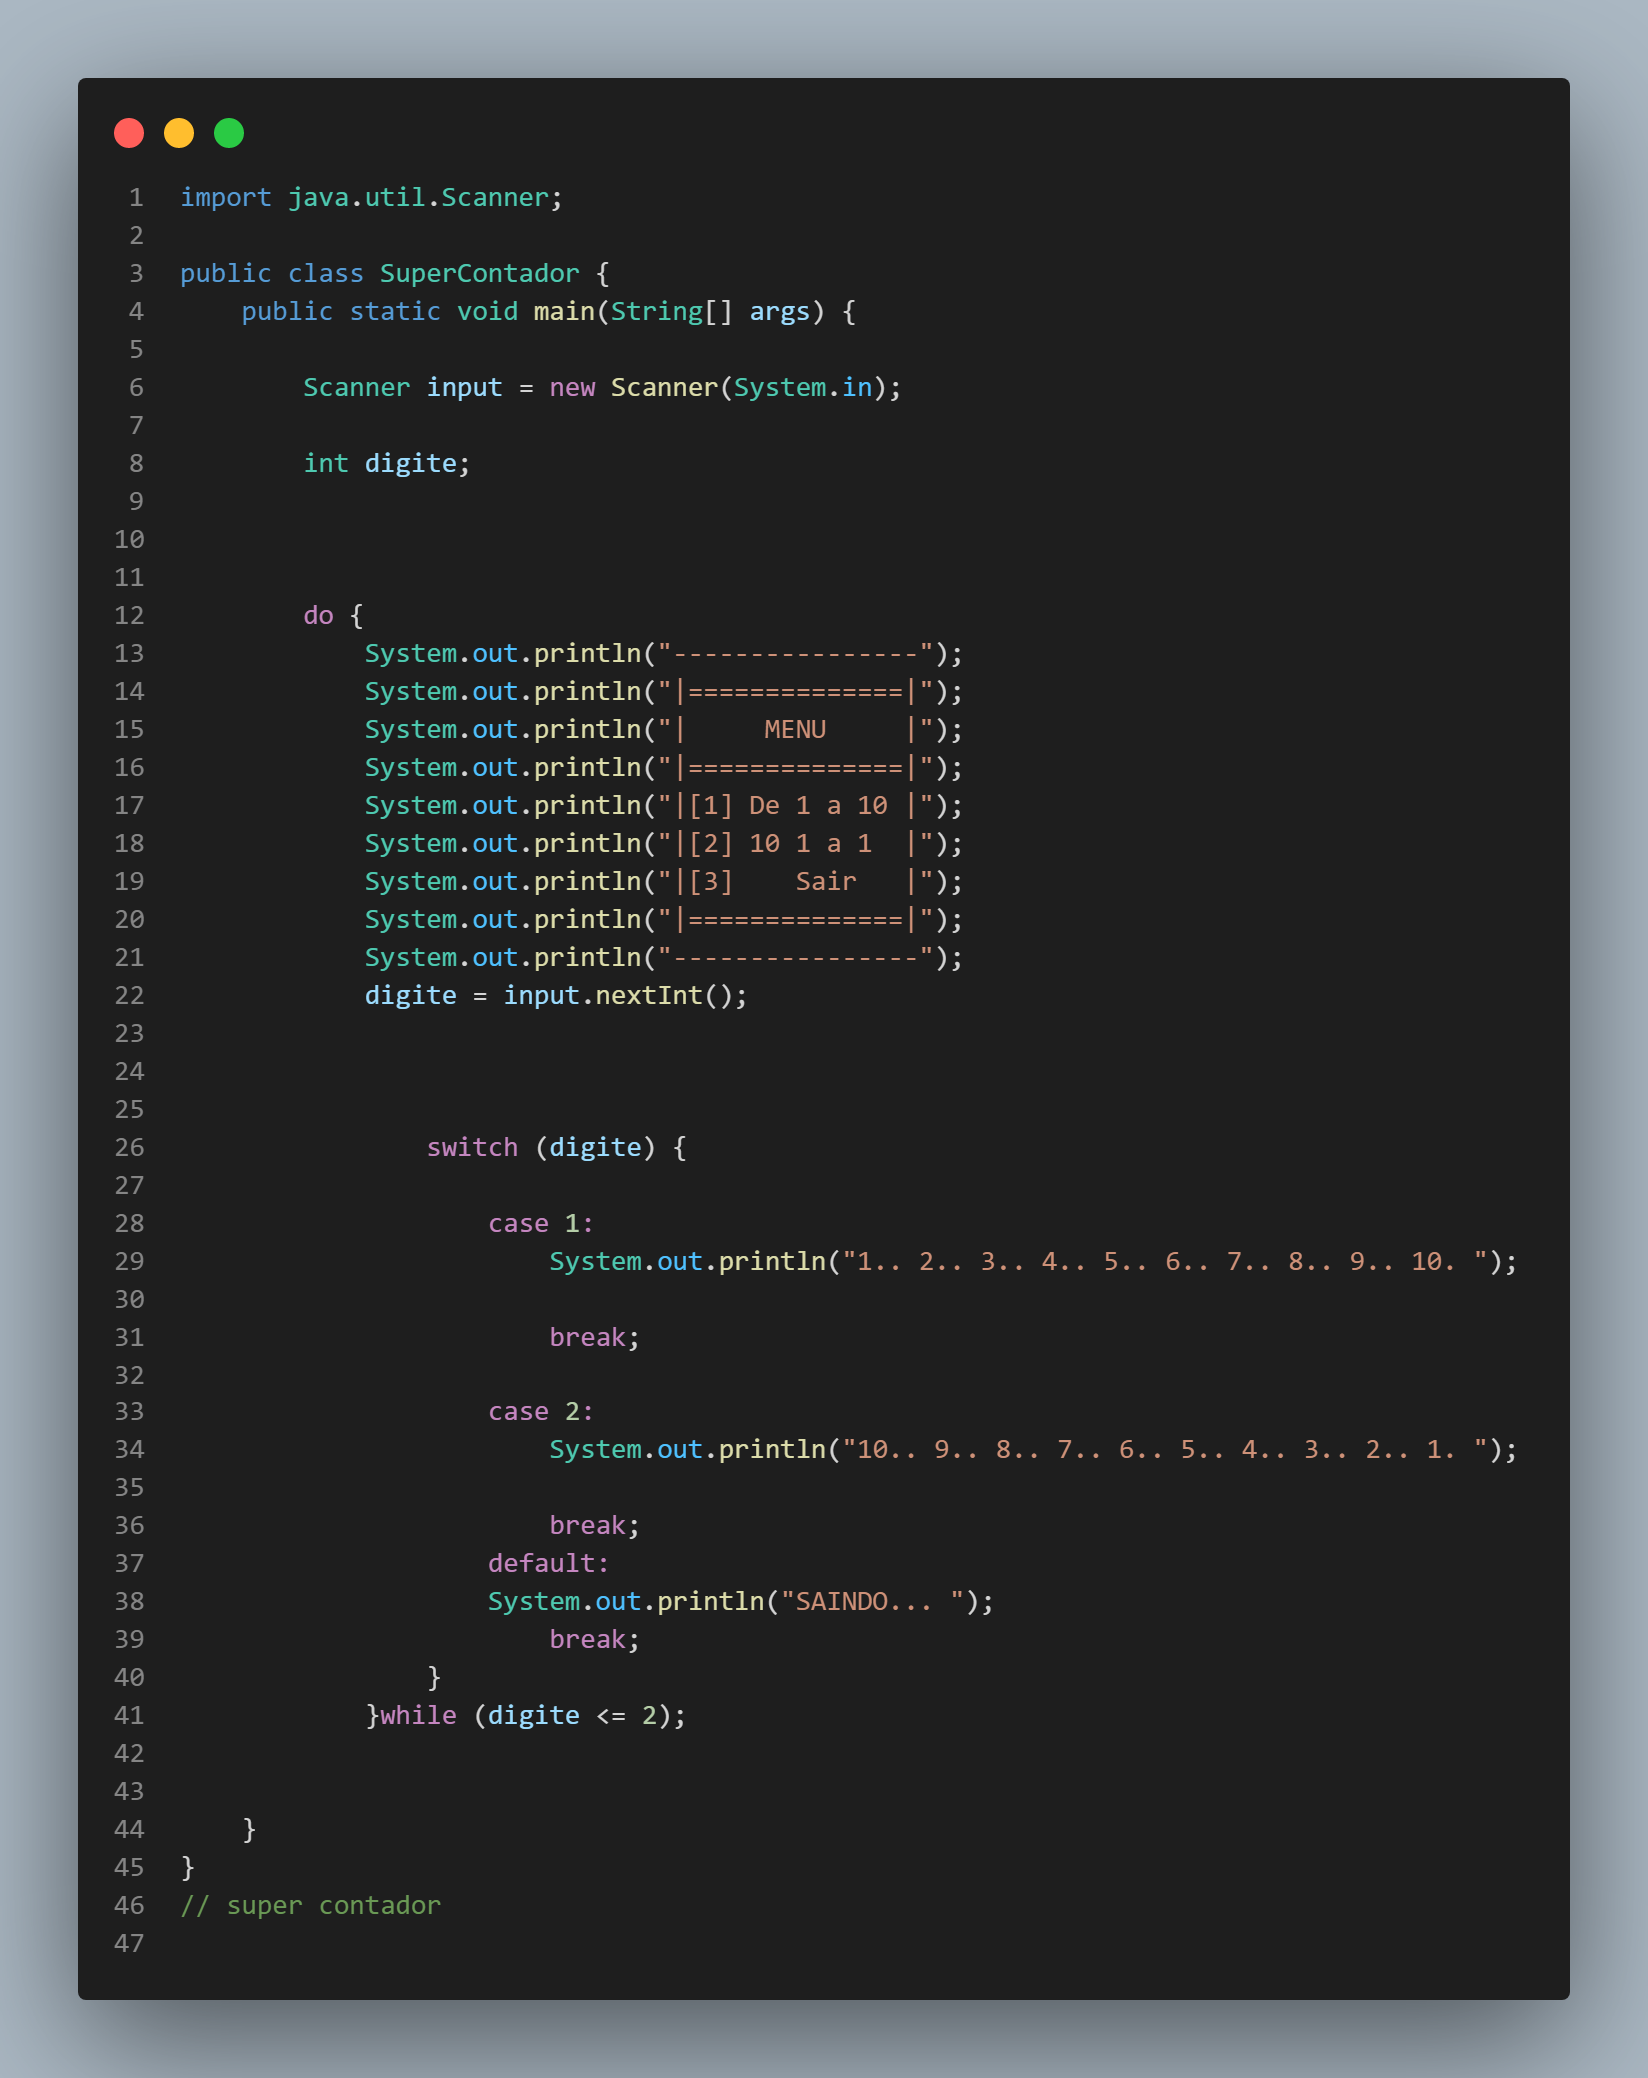 1 import java.util.Scanner;
2
3 public class SuperContador {
4     public static void main(String[] args) {
5
6         Scanner input = new Scanner(System.in);
7
8         int digite;
9
10
11
12         do {
13             System.out.println("----------------");
14             System.out.println("|==============|");
15             System.out.println("|     MENU     |");
16             System.out.println("|==============|");
17             System.out.println("|[1] De 1 a 10 |");
18             System.out.println("|[2] 10 1 a 1  |");
19             System.out.println("|[3]    Sair   |");
20             System.out.println("|==============|");
21             System.out.println("----------------");
22             digite = input.nextInt();
23
24
25
26                 switch (digite) {
27
28                     case 1:
29                         System.out.println("1.. 2.. 3.. 4.. 5.. 6.. 7.. 8.. 9.. 10. ");
30
31                         break;
32
33                     case 2:
34                         System.out.println("10.. 9.. 8.. 7.. 6.. 5.. 4.. 3.. 2.. 1. ");
35
36                         break;
37                     default:
38                     System.out.println("SAINDO... ");
39                         break;
40                 }
41             }while (digite <= 2);
42
43
44     }
45 }
46 // super contador
47